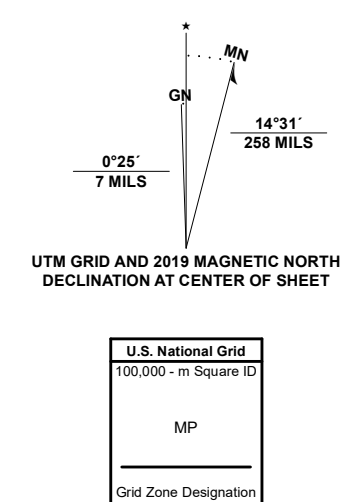 ★
MN
GN
14°31´
258 MILS
0°25´
7 MILS
UTM GRID AND 2019 MAGNETIC NORTH
DECLINATION AT CENTER OF SHEET
U.S. National Grid
100,000 - m Square ID
MP
Grid Zone Designation